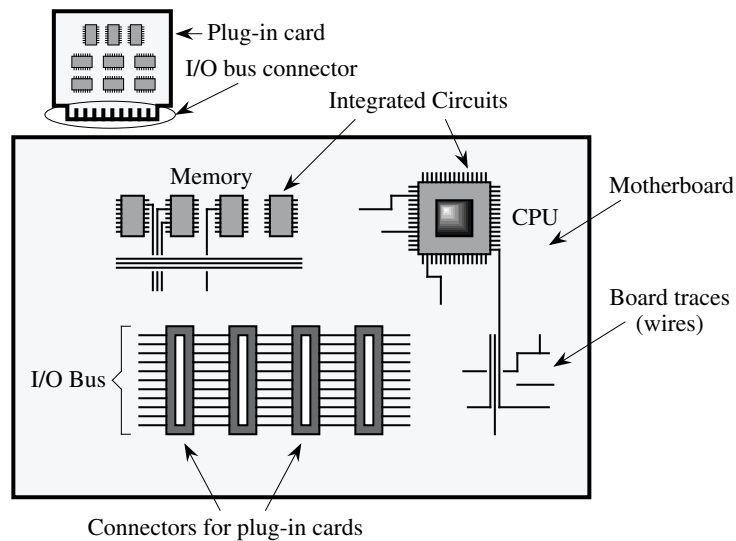 Plug-in card
I/O bus connector
Integrated Circuits
Memory
Motherboard
CPU
Board traces
(wires)
I/O Bus
Connectors for plug-in cards